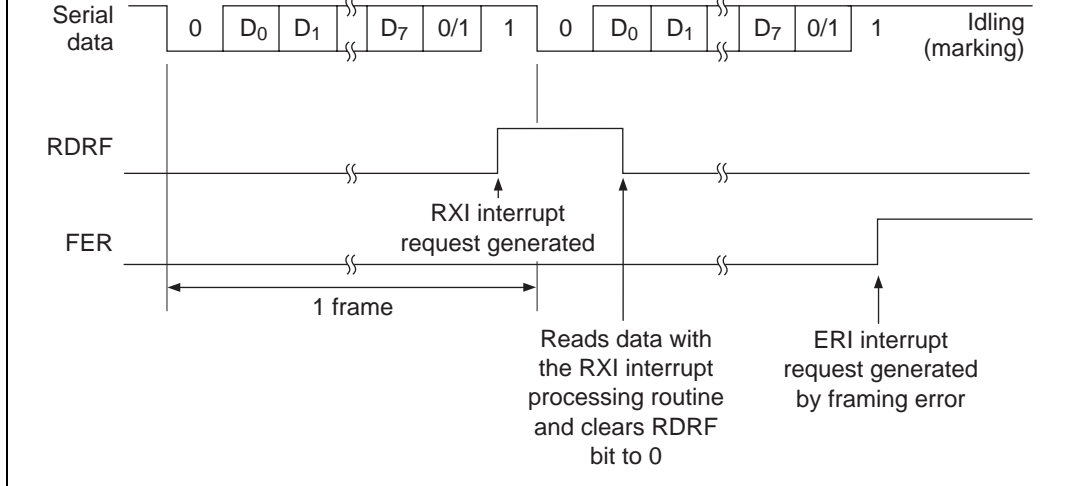 Serial data
0 D0 D1 D7 0/1 1 0 D0 D1 D7 0/1 1
Idling (marking)
RDRF
RXI interrupt
request generated
FER
1 frame
Reads data with
the RXI interrupt
processing routine
and clears RDRF
bit to 0
ERI interrupt
request generated
by framing error